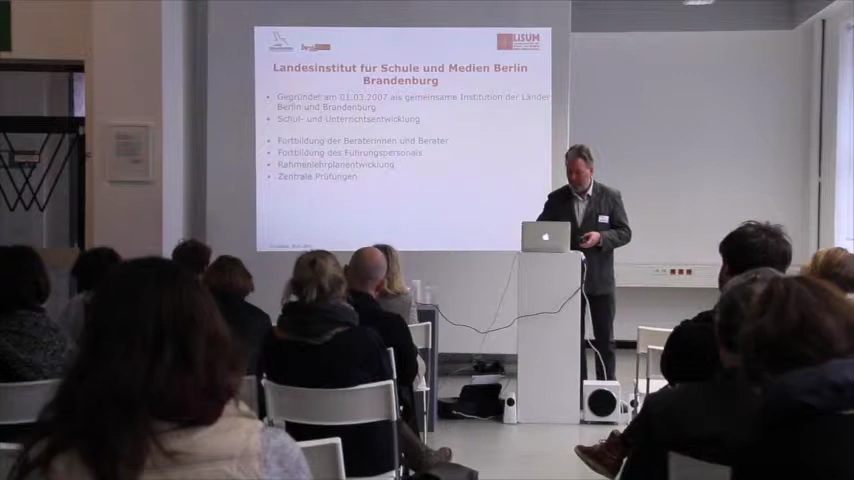 LISUM
Landesinstitut für Schule und Medien Berlin
Brandenburg
• Gegründet am 01.03.2007 als gemeinsame Institution der Länder
Berlin und Brandenburg
• Schul- und Unterrichtsentwicklung
• Fortbildung der Beraterinnen und Berater
• Fortbildung des Führungspersonals
• Rahmenlehrplanentwicklung
• Zentrale Prüfungen